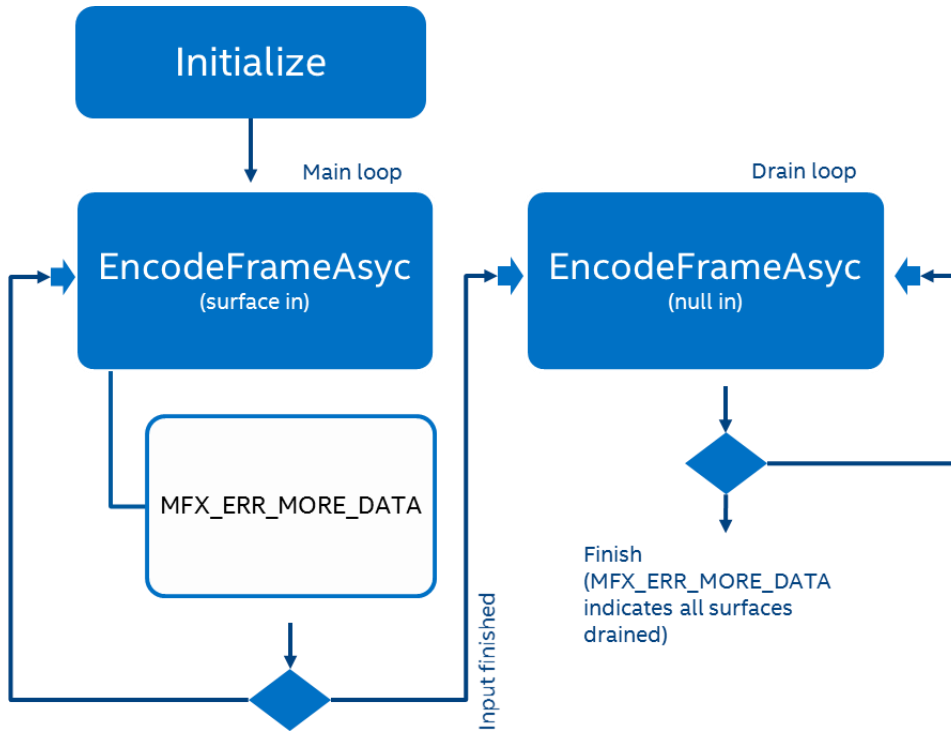 Initialize
Main loop
EncodeFrameAsyc
(surface in)
MFX_ERR_MORE_DATA
Input finished
Drain loop
EncodeFrameAsyc
(null in)
Finish
(MFX_ERR_MORE_DATA
indicates all surfaces
drained)